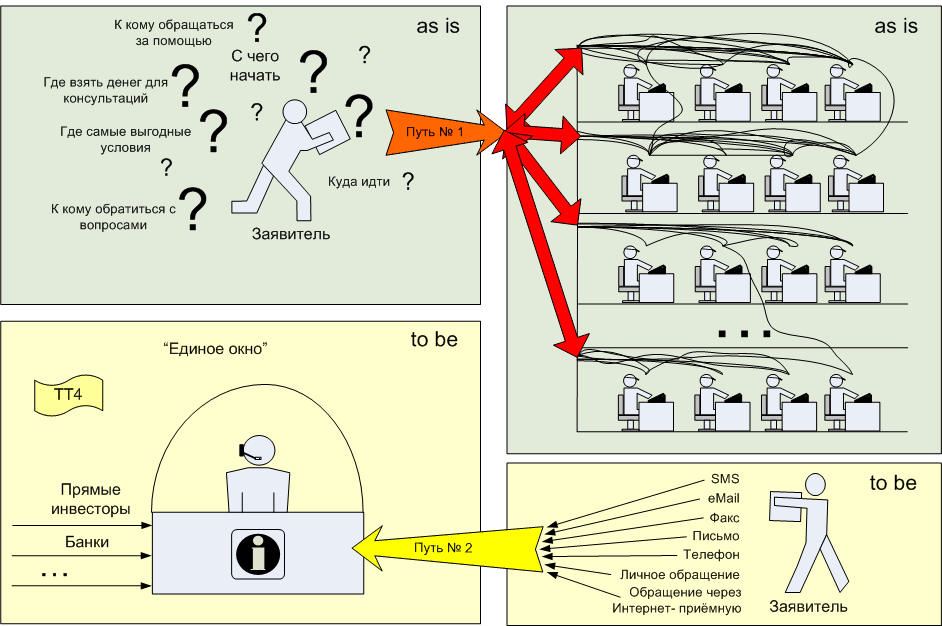 as is
К кому обращаться
за помощью
?
С чего
начать
?
?
Где взять денег для
консультаций
?
?
?
Где самые выгодные
условия
?
?
Куда идти ?
К кому обратиться с
вопросами
?
Заявитель
Путь № 1
as is
...
to be
“Единое окно”
ТТ4
Прямые
инвесторы
Банки
...
i
Путь № 2
to be
SMS
eMail
Факс
Письмо
Телефон
Личное обращение
Обращение через
Интернет- приёмную
Заявитель